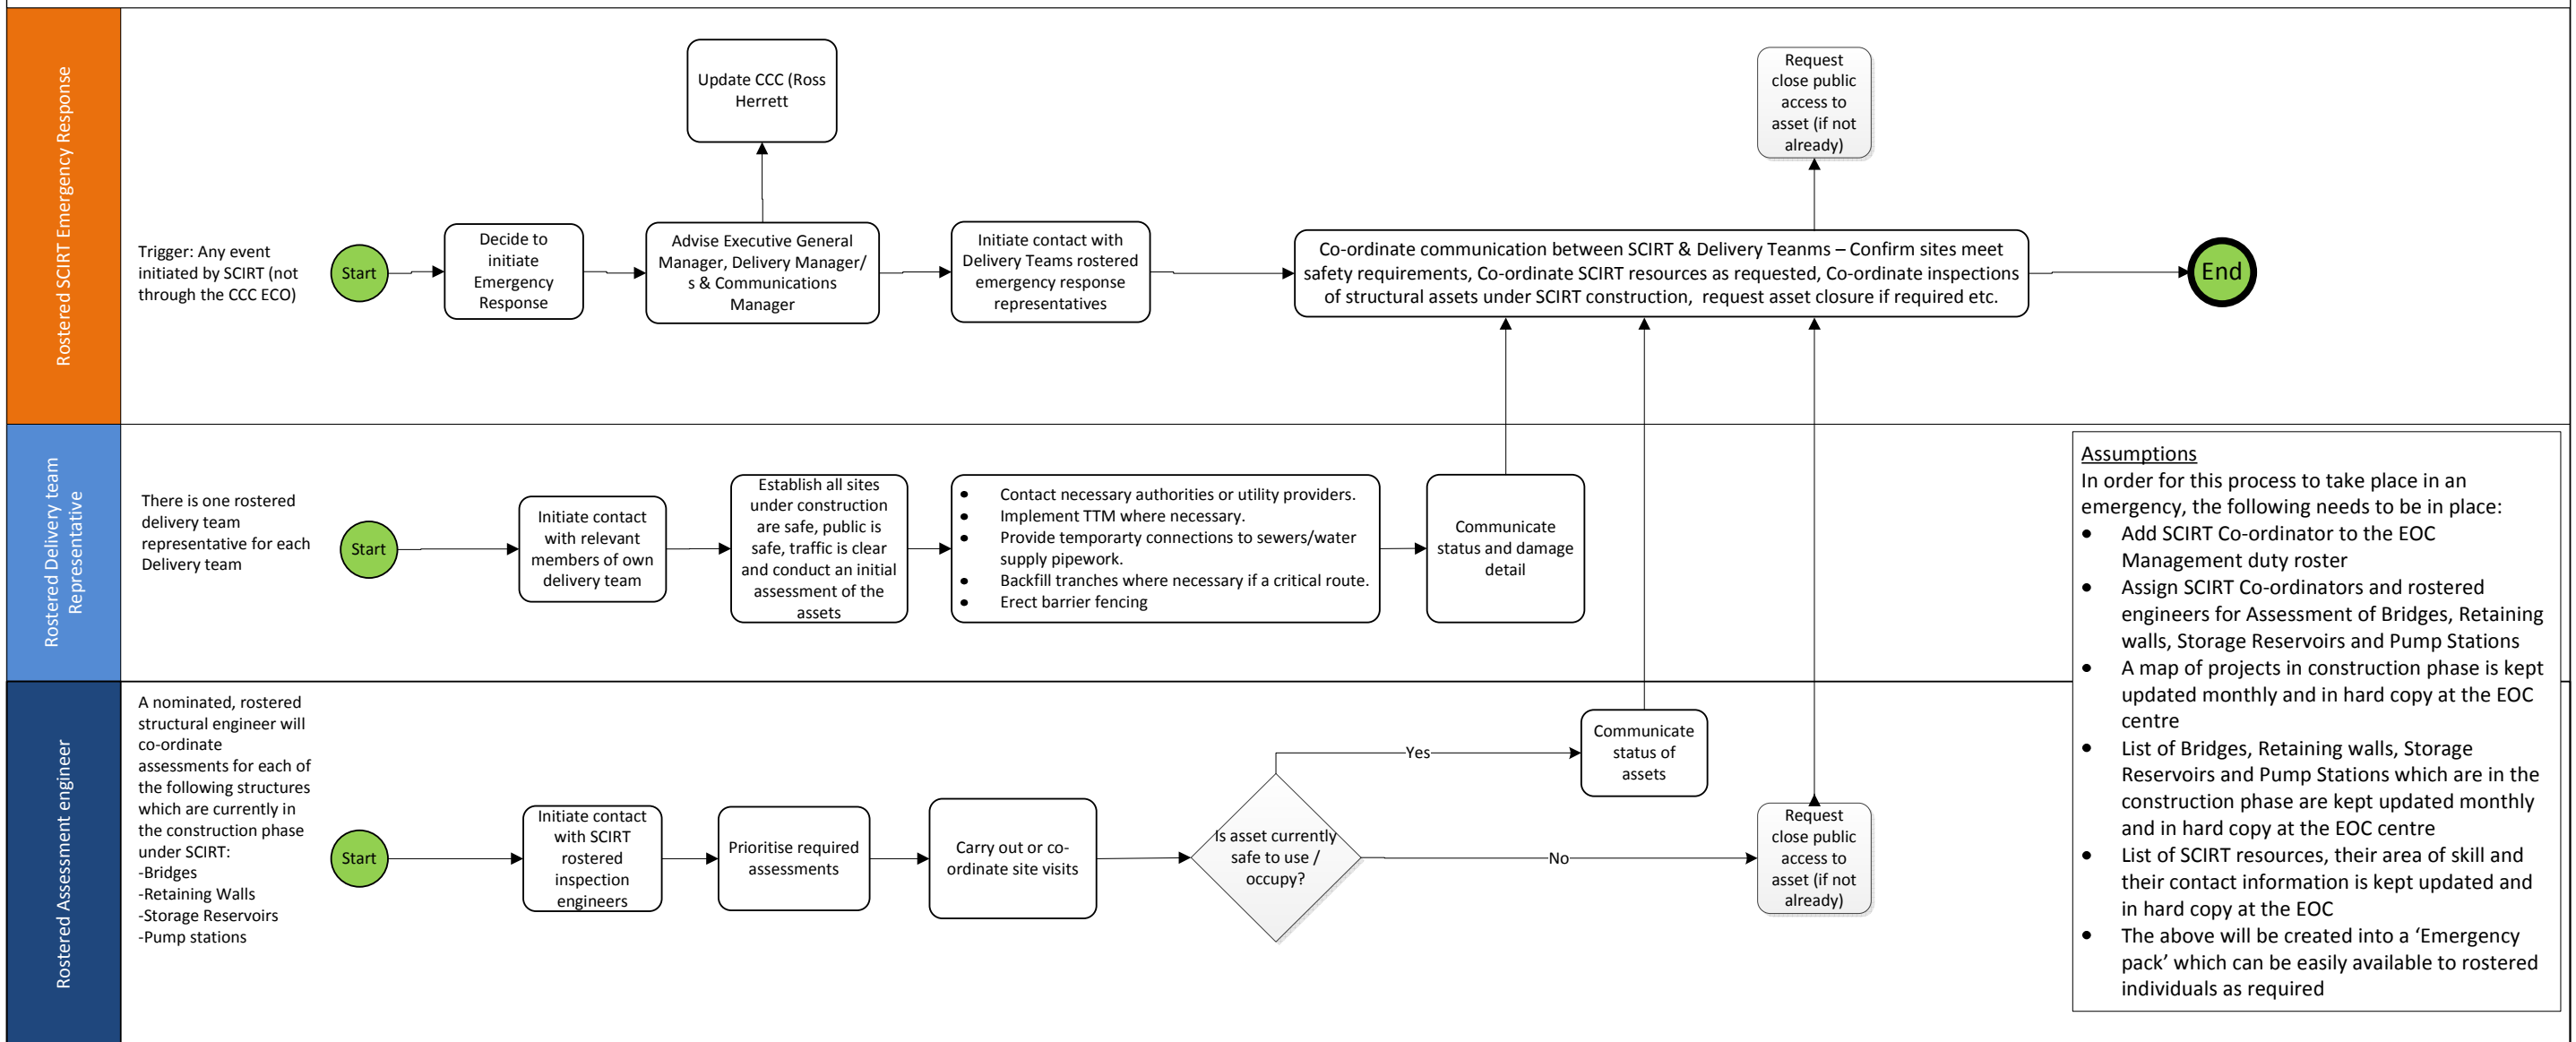 Rostered SCIRT Emergency Response
Trigger: Any event
initiated by SCIRT (not
through the CCC ECO)
Start
Decide to
initiate
Emergency
Response
Update CCC (Ross
Herrett
Advise Executive General
Manager, Delivery Manager/
s & Communications
Manager
Initiate contact with
Delivery Teams rostered
emergency response
representatives
Request
close public
access to
asset (if not
already)
Co-ordinate communication between SCIRT & Delivery Teanms – Confirm sites meet
safety requirements, Co-ordinate SCIRT resources as requested, Co-ordinate inspections
of structural assets under SCIRT construction, request asset closure if required etc.
End
Rostered Delivery team
Representative
There is one rostered
delivery team
representative for each
Delivery team
Start
Initiate contact
with relevant
members of own
delivery team
Establish all sites
under construction
are safe, public is
safe, traffic is clear
and conduct an initial
assessment of the
assets
• Contact necessary authorities or utility providers.
• Implement TTM where necessary.
• Provide temporarty connections to sewers/water
supply pipework.
• Backfill tranches where necessary if a critical route.
• Erect barrier fencing
Communicate
status and damage
detail
Rostered Assessment engineer
A nominated, rostered
structural engineer will
co-ordinate
assessments for each of
the following structures
which are currently in
the construction phase
under SCIRT:
-Bridges
-Retaining Walls
-Storage Reservoirs
-Pump stations
Start
Initiate contact
with SCIRT
rostered
inspection
engineers
Prioritise required
assessments
Carry out or co-
ordinate site visits
Is asset currently
safe to use /
occupy?
Yes
Communicate
status of
assets
No
Request
close public
access to
asset (if not
already)
Assumptions
In order for this process to take place in an
emergency, the following needs to be in place:
• Add SCIRT Co-ordinator to the EOC
Management duty roster
• Assign SCIRT Co-ordinators and rostered
engineers for Assessment of Bridges, Retaining
walls, Storage Reservoirs and Pump Stations
• A map of projects in construction phase is kept
updated monthly and in hard copy at the EOC
centre
• List of Bridges, Retaining walls, Storage
Reservoirs and Pump Stations which are in the
construction phase are kept updated monthly
and in hard copy at the EOC centre
• List of SCIRT resources, their area of skill and
their contact information is kept updated and
in hard copy at the EOC
• The above will be created into a ‘Emergency
pack’ which can be easily available to rostered
individuals as required